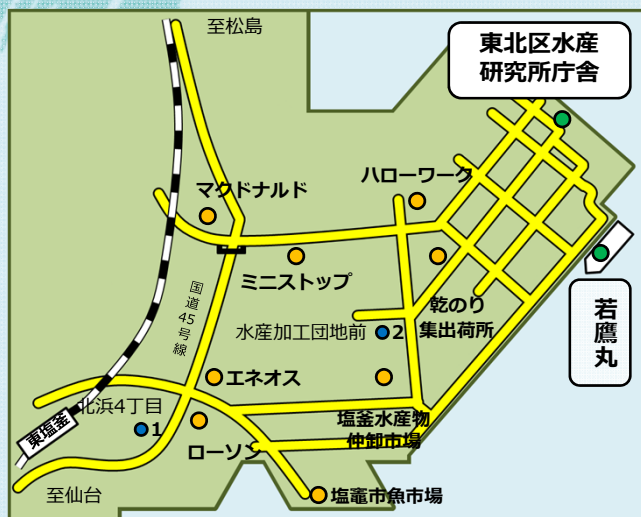 至松島
東北区水産
研究所庁舎
マクドナルド
ハローワーク
ミニストップ
国道45号線
乾のり
集出荷所
若鷹丸
水産加工団地前
2
エネオス
北浜4丁目
1
東塩釜
ローソン
塩釜水産物
仲卸市場
至仙台
塩竈市魚市場